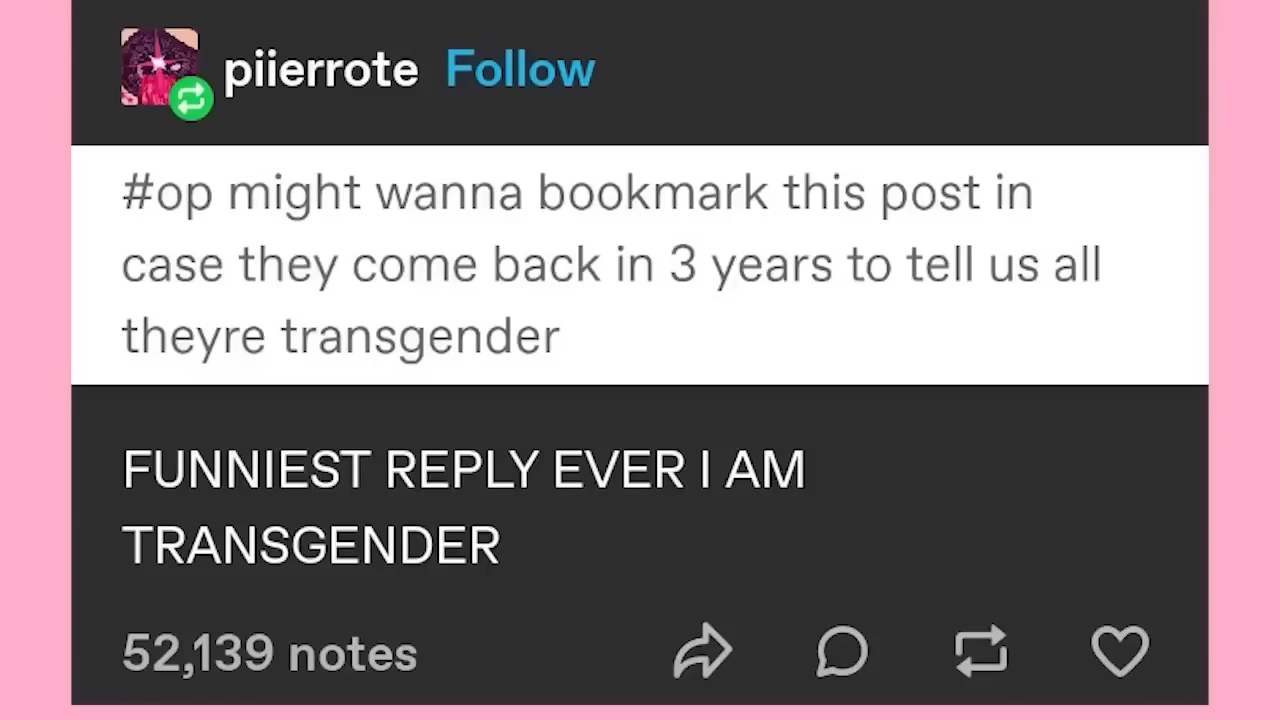 piierrote Follow
#op might wanna bookmark this post in
case they come back in 3 years to tell us all
theyre transgender
FUNNIEST REPLY EVER I AM
TRANSGENDER
52,139 notes